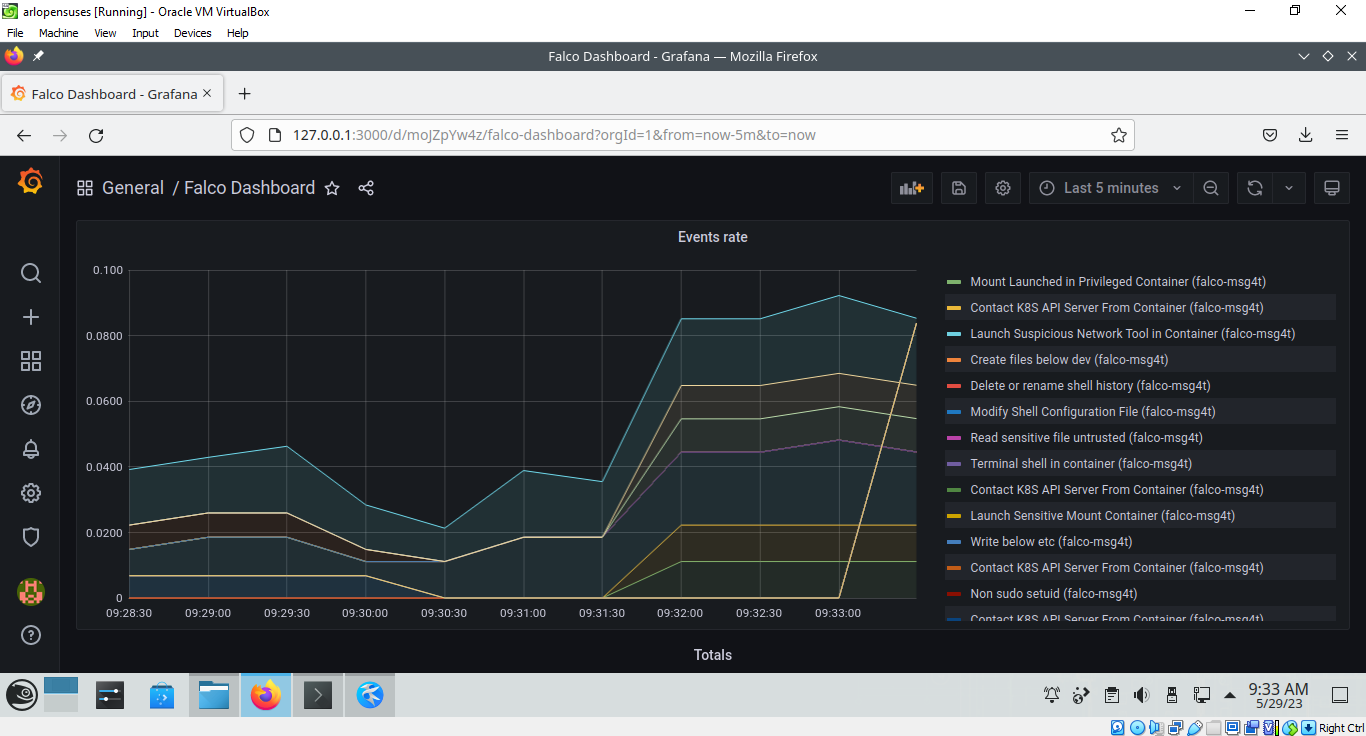 arlopensuses [Running] - Oracle VM VirtualBox
File Machine View Input Devices Help
Falco Dashboard - Grafana — Mozilla Firefox
Falco Dashboard - Grafana
127.0.0.1:3000/d/moJZpYw4z/falco-dashboard?orgId=1&from=now-5m&to=now
General / Falco Dashboard
Last 5 minutes
Events rate
0.100
0.0800
0.0600
0.0400
0.0200
0
09:28:30 09:29:00 09:29:30 09:30:00 09:30:30 09:31:00 09:31:30 09:32:00 09:32:30 09:33:00
Mount Launched in Privileged Container (falco-msg4t)
Contact K8S API Server From Container (falco-msg4t)
Launch Suspicious Network Tool in Container (falco-msg4t)
Create files below dev (falco-msg4t)
Delete or rename shell history (falco-msg4t)
Modify Shell Configuration File (falco-msg4t)
Read sensitive file untrusted (falco-msg4t)
Terminal shell in container (falco-msg4t)
Contact K8S API Server From Container (falco-msg4t)
Launch Sensitive Mount Container (falco-msg4t)
Write below etc (falco-msg4t)
Contact K8S API Server From Container (falco-msg4t)
Non sudo setuid (falco-msg4t)
Contact K8S API Server From Container (falco-msg4t)
Totals
9:33 AM
5/29/23
Right Ctrl